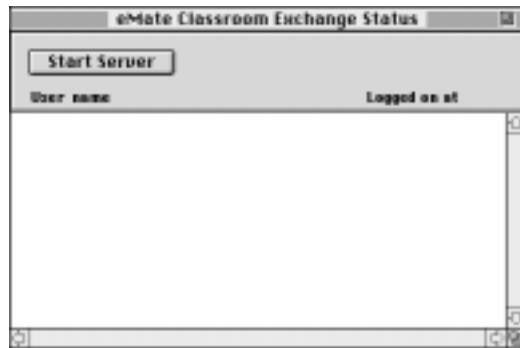 eMate Classroom Exchange Status
Start Server
User name Logged on at